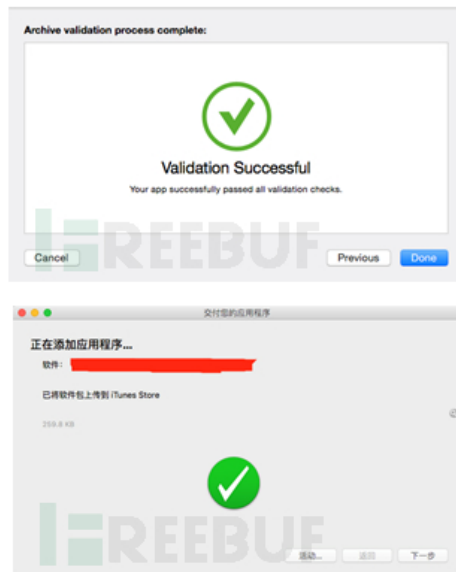 Archive validation process complete:
Validation Successful
Your app successfully passed all validation checks.
REEBUF
Cancel
Previous
Done
交付您的应用程序
正在添加应用程序...
软件:
已将软件包上传到 iTunes Store
259.8 KB
REEBUF
活动...
返回
下一步